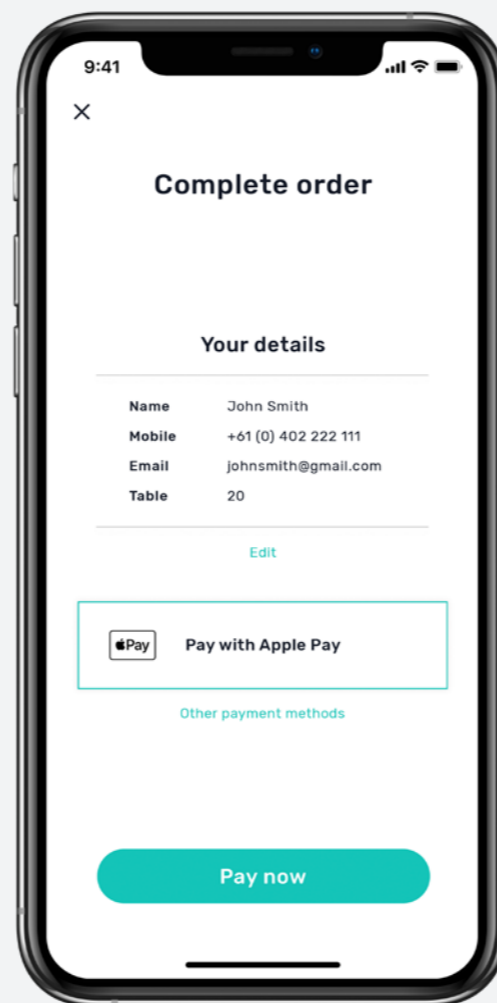 9:41
Complete order
Your details
Name John Smith
Mobile +61 (0) 402 222 111
Email johnsmith@gmail.com
Table 20
Edit
Pay Pay with Apple Pay
Other payment methods
Pay now